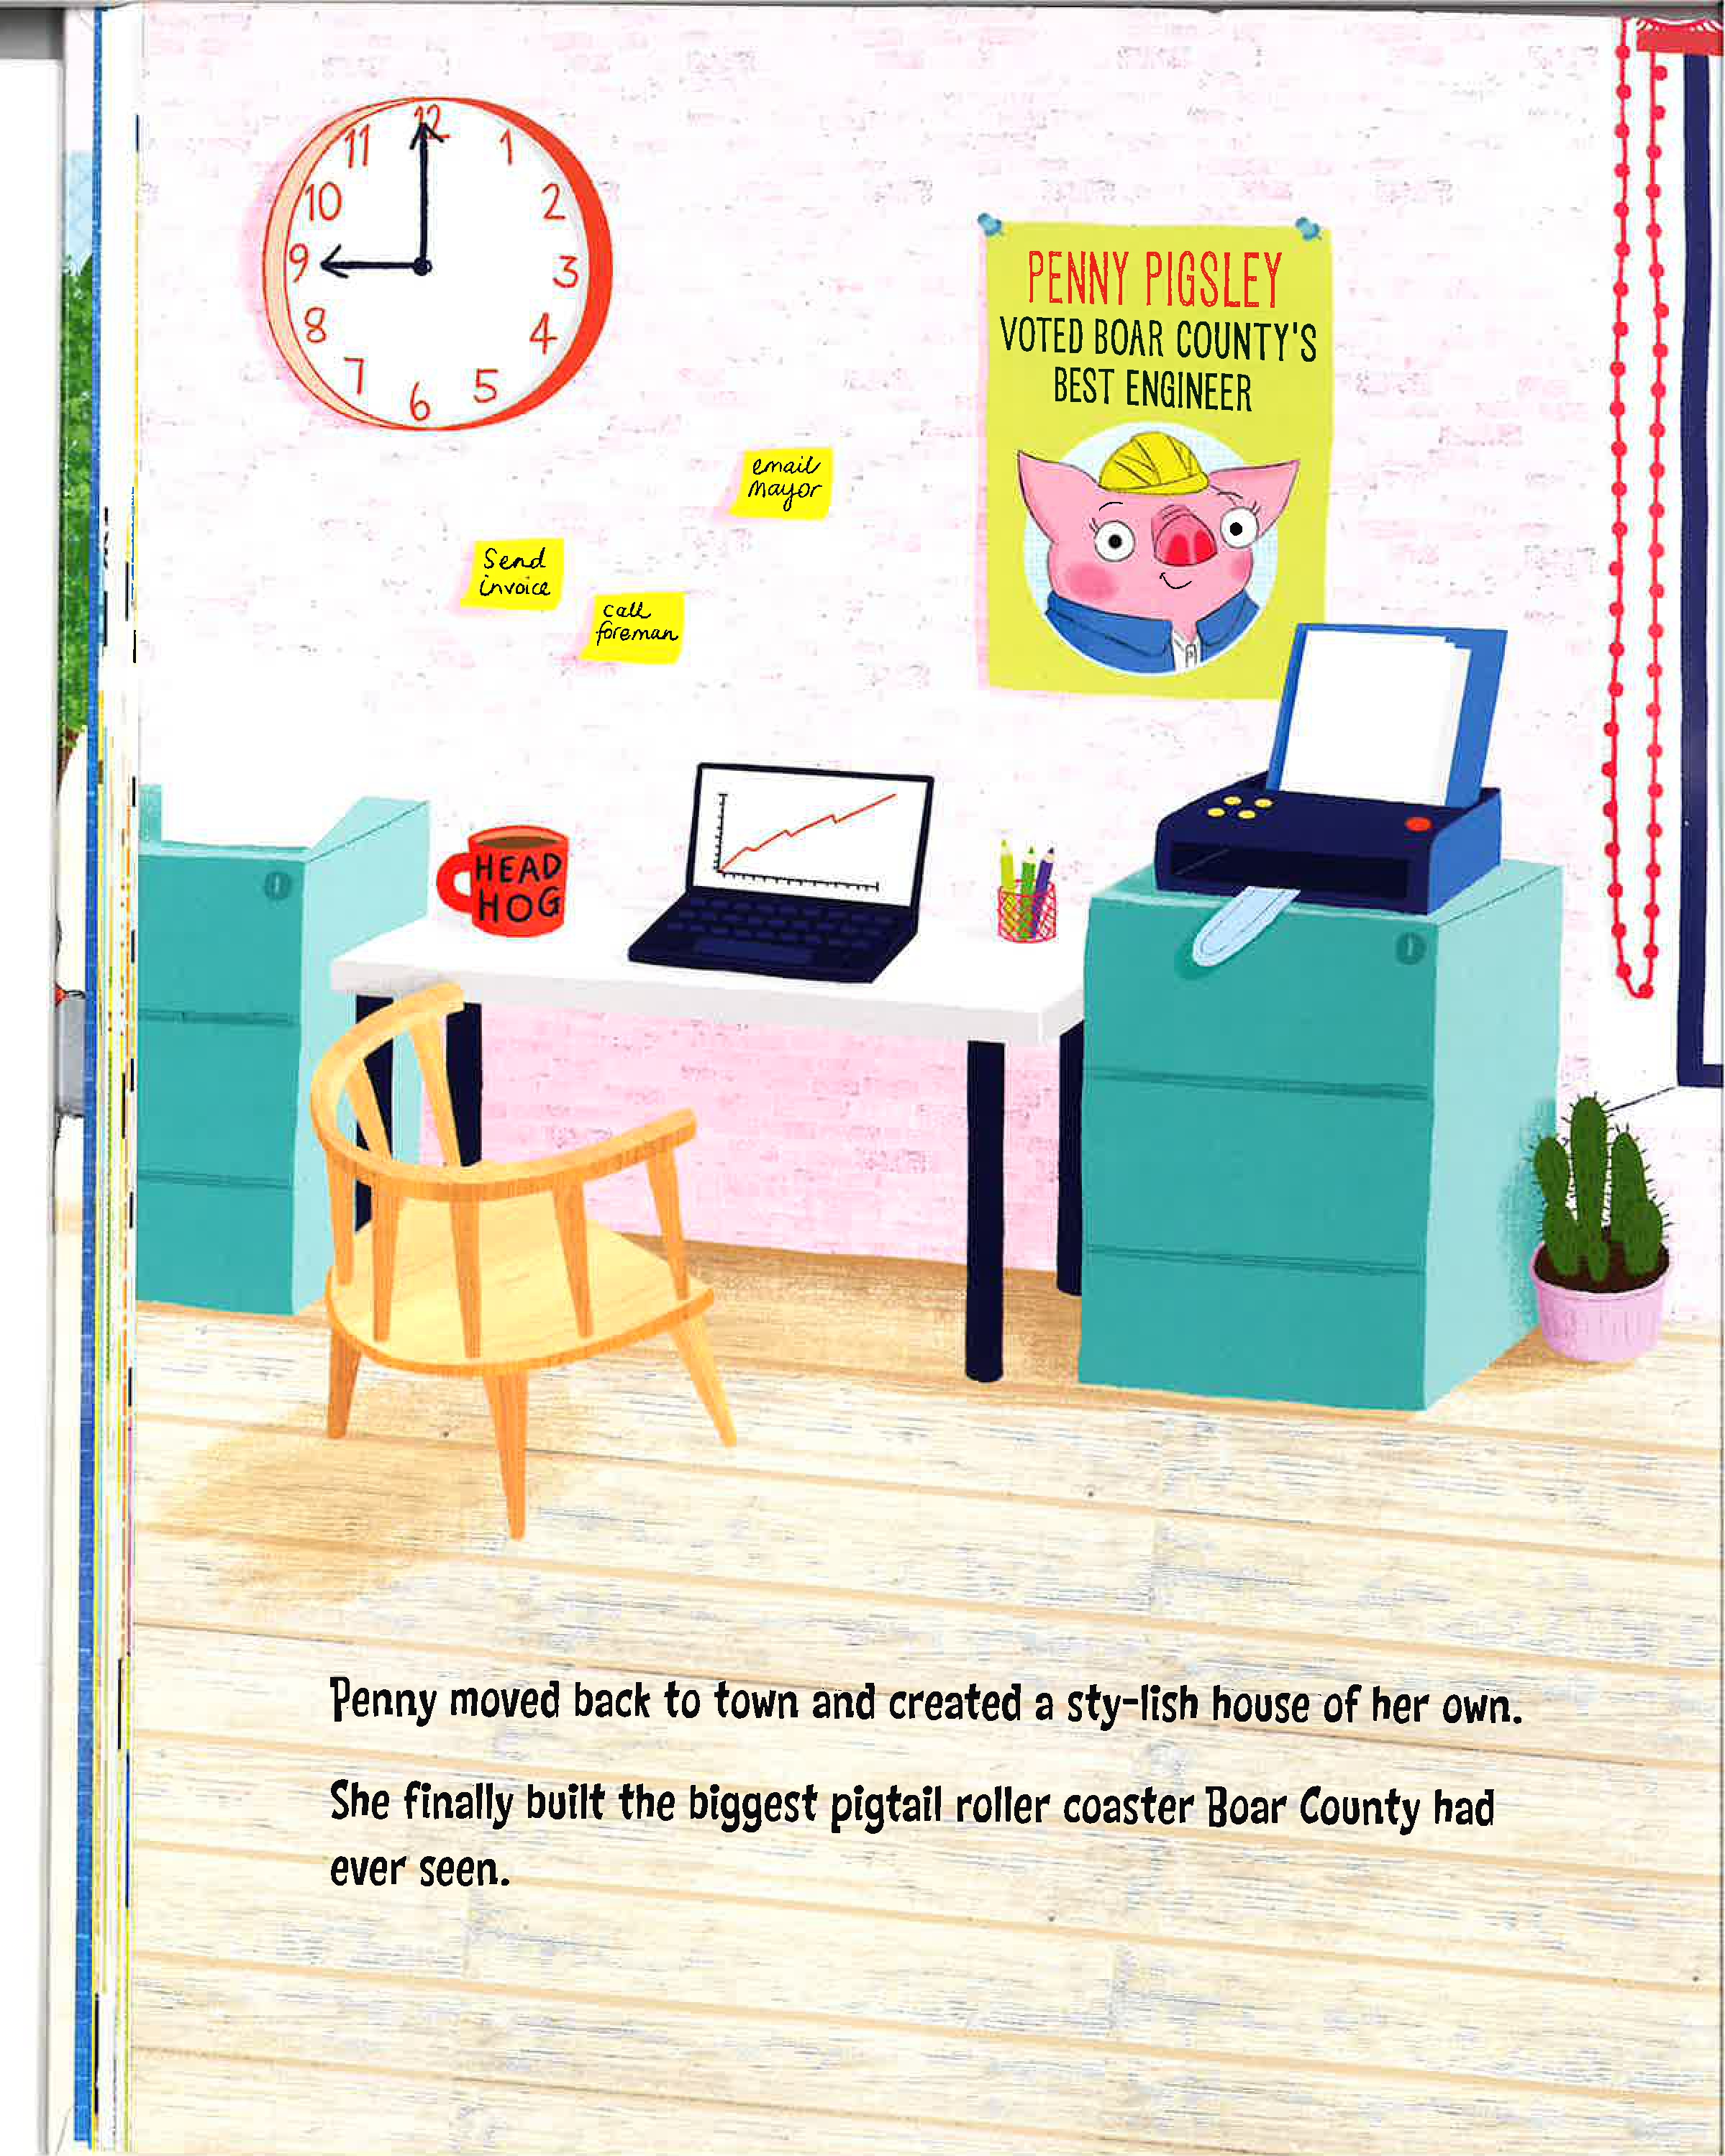 12
11
1
10
2
9
3
8
4
7
5
6
PENNY PIGSLEY
VOTED BOAR COUNTY'S
BEST ENGINEER
email
mayor
Send
invoice
call
foreman
HEAD
HOG
Penny moved back to town and created a sty-lish house of her own.
She finally built the biggest pigtail roller coaster Boar County had
ever seen.